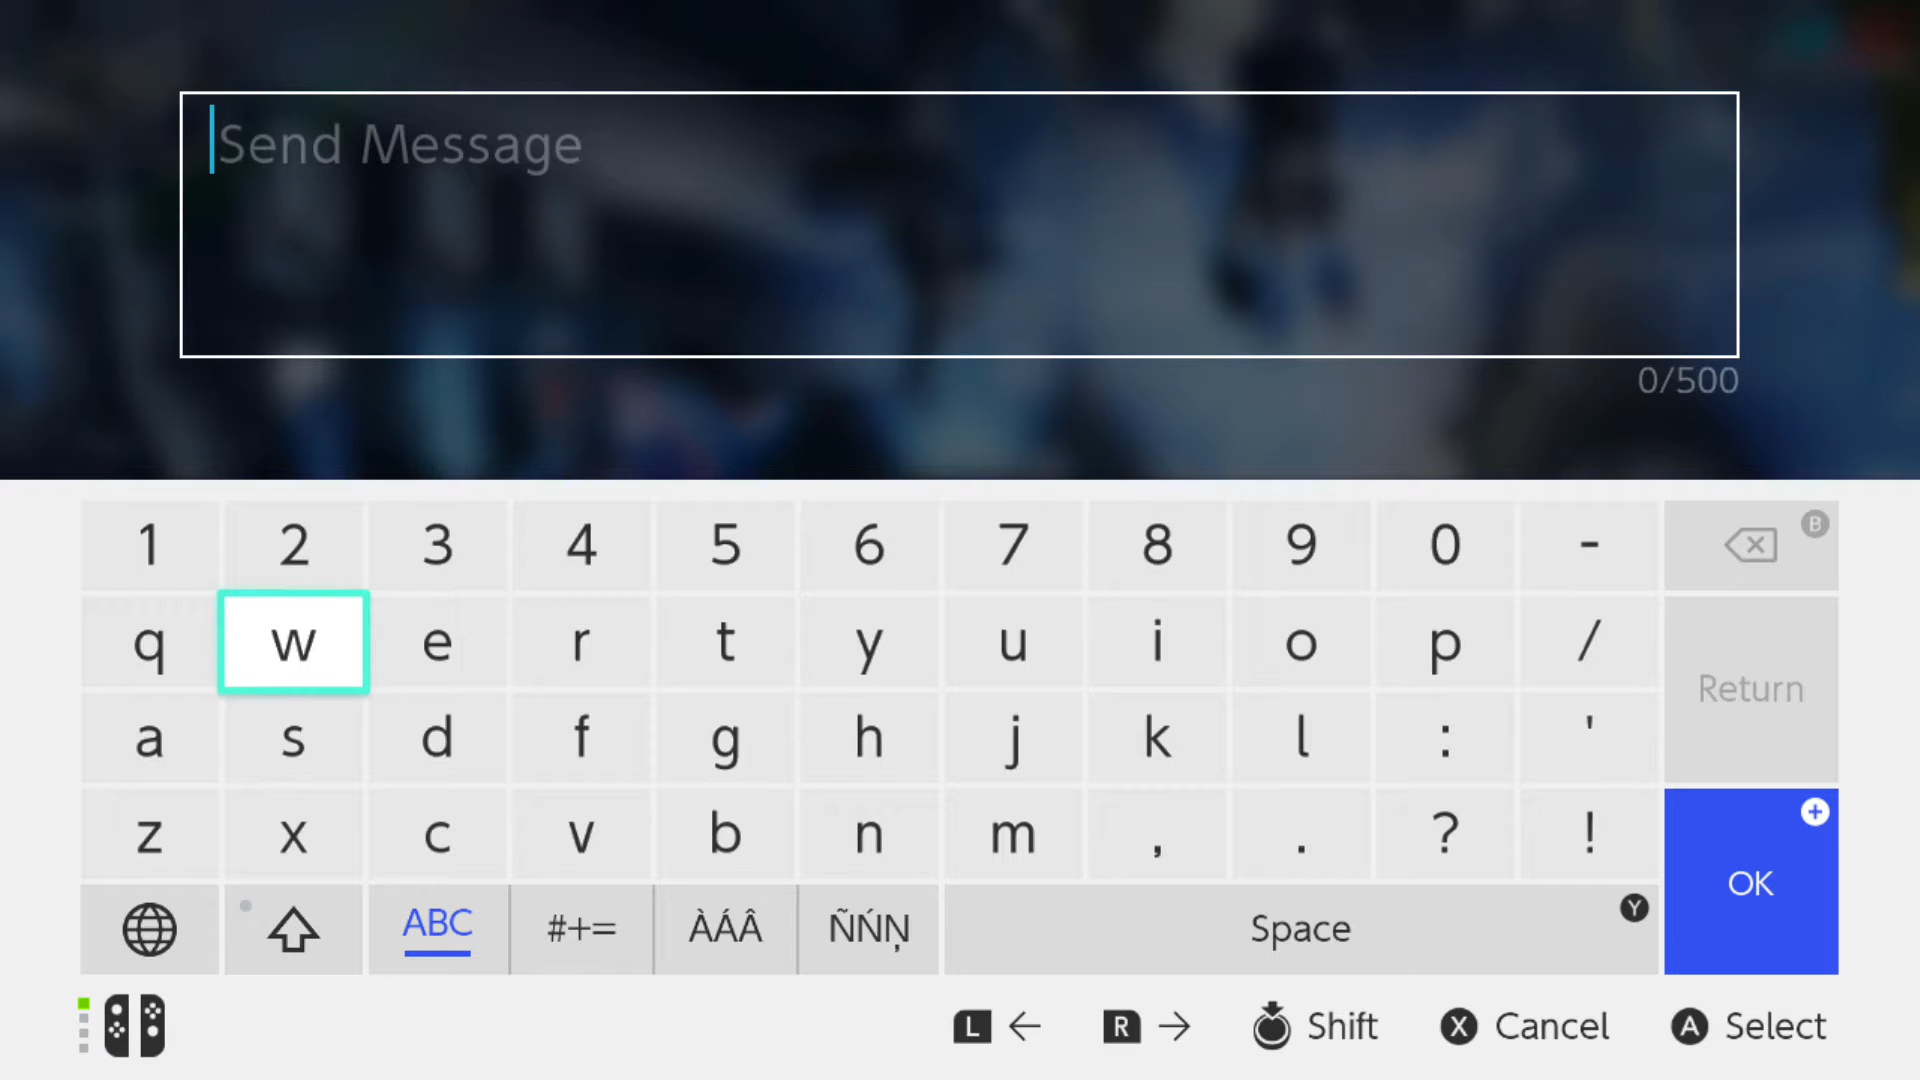 Send Message
0/500
1 2 3 4 5 6 7 8 9 0 - B
q w e r t y u i o p / Return
a s d f g h j k l : '
z x c v b n m , . ? ! + OK
ABC #+= ÀÁÂ ÑŃŅ Space Y
L ← R → Shift X Cancel A Select